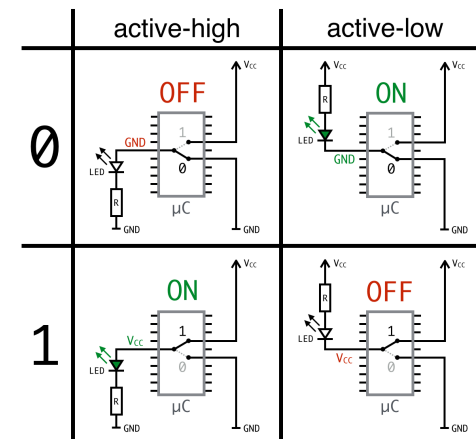 active-high active-low
0
OFF
VCC
1
GND
0
LED
R
µC
GND
GND
VCC
R
ON
VCC
1
LED
GND
0
µC
GND
1
ON
VCC
1
VCC
0
LED
R
µC
GND
GND
VCC
R
OFF
VCC
1
LED
VCC
0
µC
GND